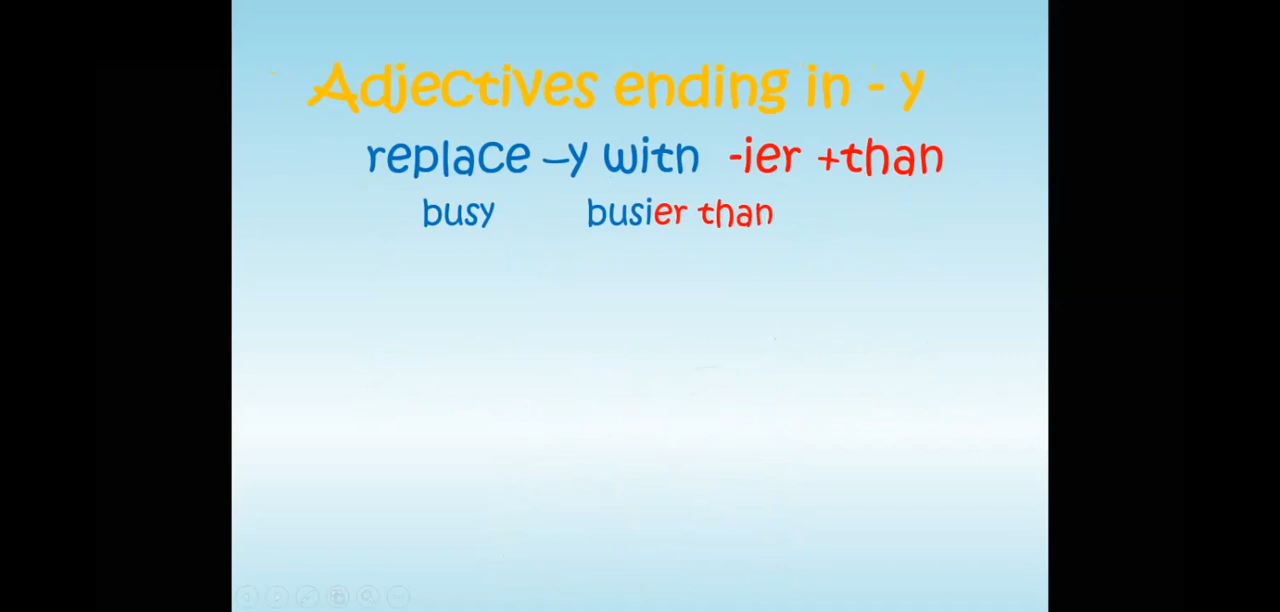 Adjectives ending in - y
replace –y with -ier +than
busy busier than